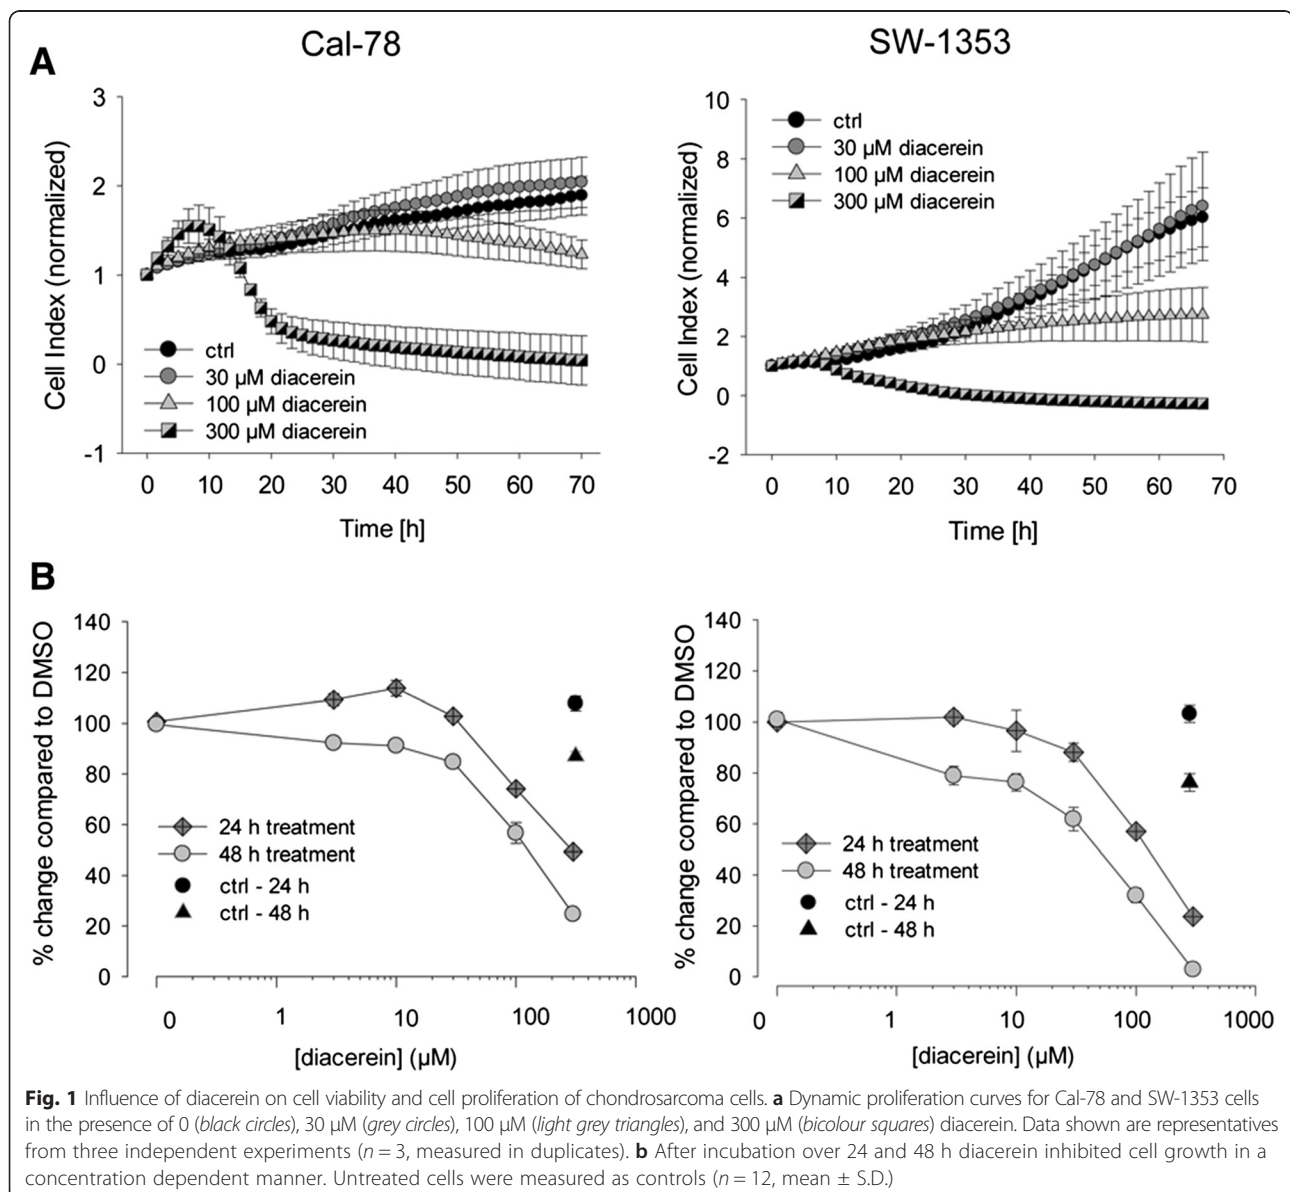 Cal-78
SW-1353
A
3
2
1
0
-1
Cell Index (normalized)
ctrl
30 µM diacerein
100 µM diacerein
300 µM diacerein
0 10 20 30 40 50 60 70
Time [h]
10
8
6
4
2
0
-2
Cell Index (normalized)
ctrl
30 µM diacerein
100 µM diacerein
300 µM diacerein
0 10 20 30 40 50 60 70
Time [h]
B
140
120
100
80
60
40
20
0
% change compared to DMSO
24 h treatment
48 h treatment
ctrl - 24 h
ctrl - 48 h
0 1 10 100 1000
[diacerein] (µM)
140
120
100
80
60
40
20
0
% change compared to DMSO
24 h treatment
48 h treatment
ctrl - 24 h
ctrl - 48 h
0 1 10 100 1000
[diacerein] (µM)
Fig. 1 Influence of diacerein on cell viability and cell proliferation of chondrosarcoma cells. a Dynamic proliferation curves for Cal-78 and SW-1353 cells
in the presence of 0 (black circles), 30 µM (grey circles), 100 µM (light grey triangles), and 300 µM (bicolour squares) diacerein. Data shown are representatives
from three independent experiments (n = 3, measured in duplicates). b After incubation over 24 and 48 h diacerein inhibited cell growth in a
concentration dependent manner. Untreated cells were measured as controls (n = 12, mean ± S.D.)